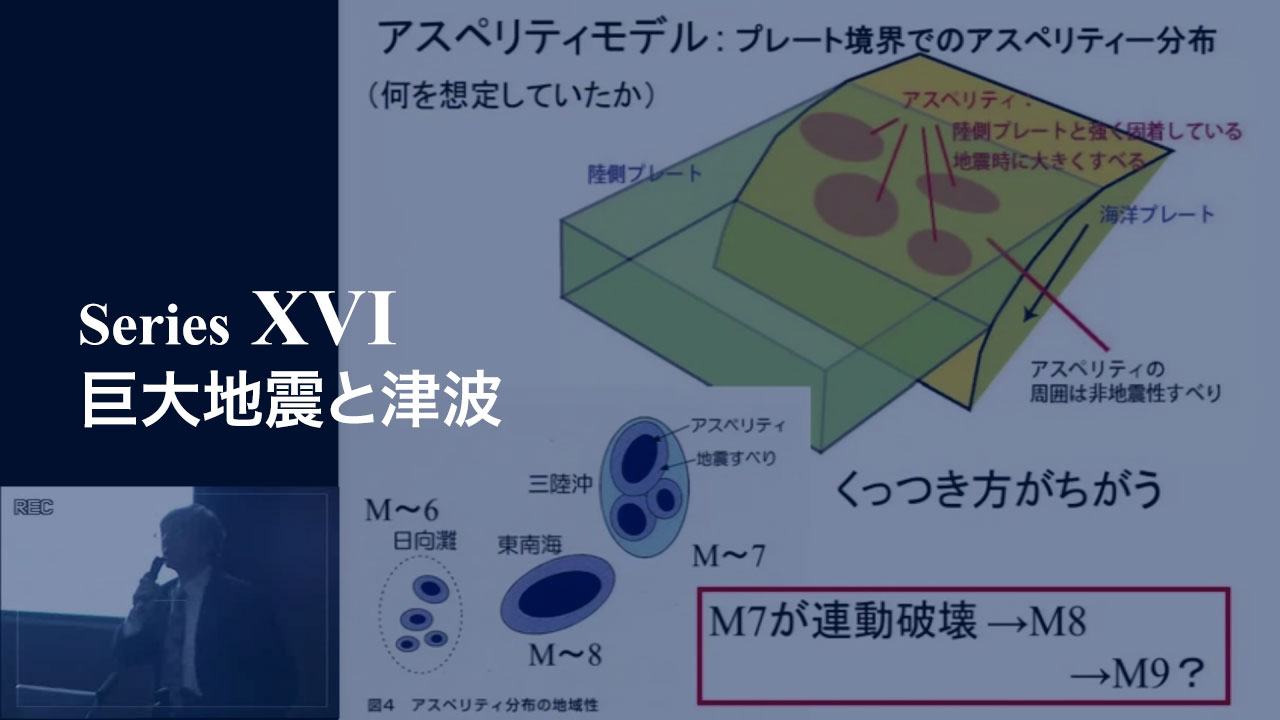 アスペリティモデル：プレート境界でのアスペリティー分布
（何を想定していたか）
アスペリティ：
陸側プレートと強く固着している
地震時に大きくすべる
陸側プレート
海洋プレート
アスペリティの
周囲は非地震性すべり
Series XVI
巨大地震と津波
REC
アスペリティ
地震すべり
三陸沖
M〜6
日向灘
東南海
M〜7
M〜8
図4 アスペリティ分布の地域性
くっつき方がちがう
M7が連動破壊→M8
→M9？